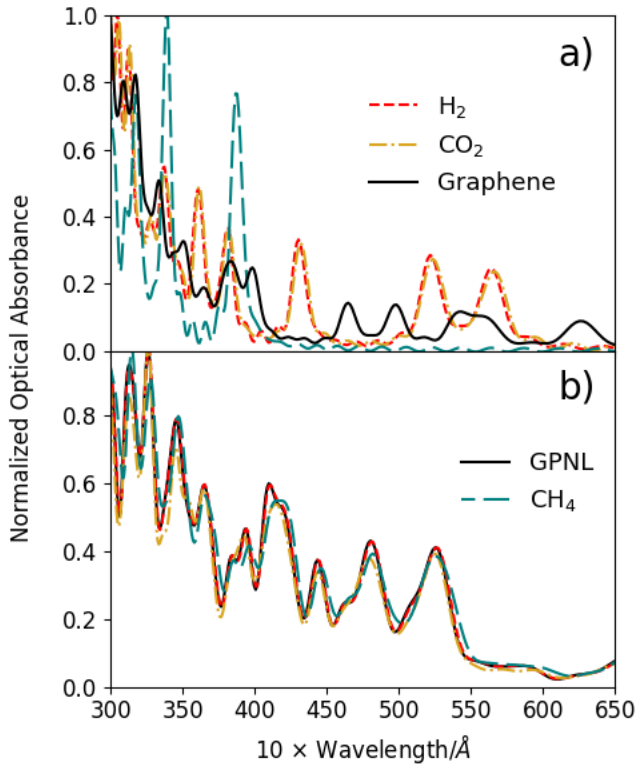 Normalized Optical Absorbance
1.0
0.8
0.6
0.4
0.2
0.0
a)
H₂
CO₂
Graphene
0.8
0.6
0.4
0.2
0.0
b)
GPNL
CH₄
300 350 400 450 500 550 600 650
10 × Wavelength/Å